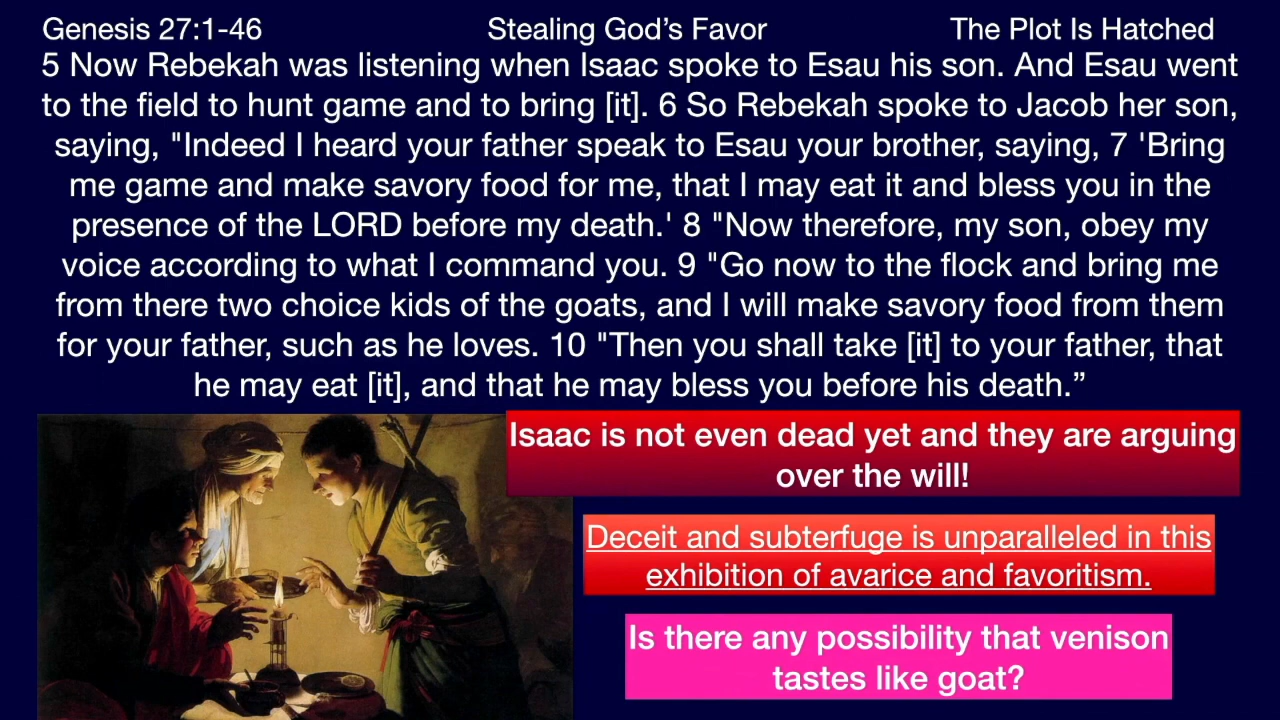 Genesis 27:1-46 Stealing God’s Favor The Plot Is Hatched
5 Now Rebekah was listening when Isaac spoke to Esau his son. And Esau went
to the field to hunt game and to bring [it]. 6 So Rebekah spoke to Jacob her son,
saying, "Indeed I heard your father speak to Esau your brother, saying, 7 'Bring
me game and make savory food for me, that I may eat it and bless you in the
presence of the LORD before my death.' 8 "Now therefore, my son, obey my
voice according to what I command you. 9 "Go now to the flock and bring me
from there two choice kids of the goats, and I will make savory food from them
for your father, such as he loves. 10 "Then you shall take [it] to your father, that
he may eat [it], and that he may bless you before his death.”
Isaac is not even dead yet and they are arguing
over the will!
Deceit and subterfuge is unparalleled in this
exhibition of avarice and favoritism.
Is there any possibility that venison
tastes like goat?